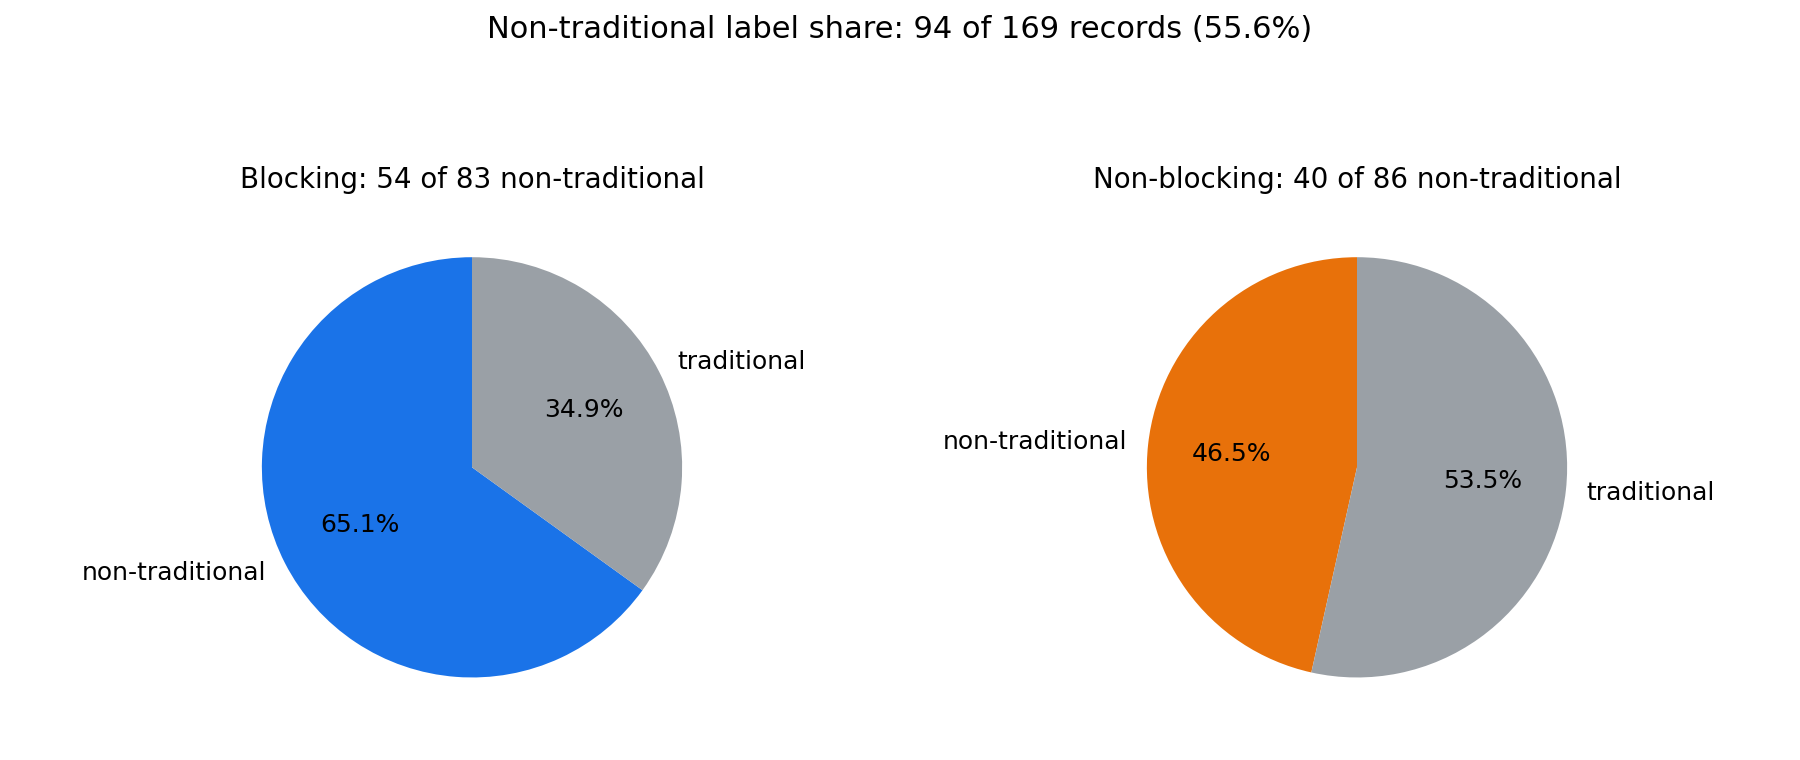 Non-traditional label share: 94 of 169 records (55.6%)
Blocking: 54 of 83 non-traditional
traditional
34.9%
65.1%
non-traditional
Non-blocking: 40 of 86 non-traditional
non-traditional
46.5%
53.5%
traditional